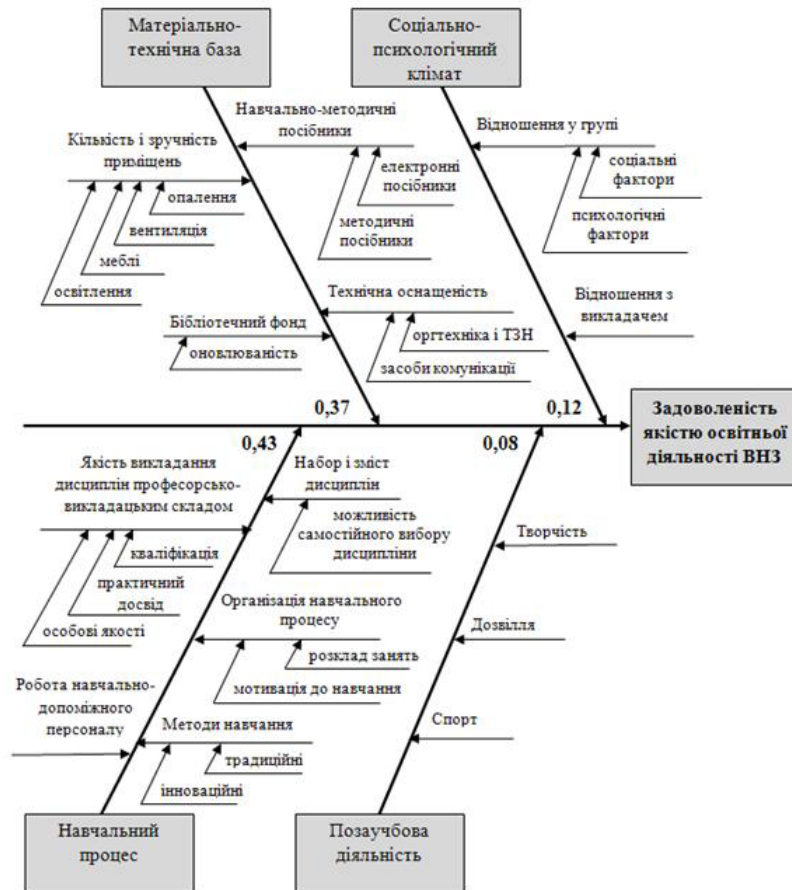 Матеріально-
технічна база
Соціально-
психологічний
клімат
Навчально-методичні
посібники
Кількість і зручність
приміщень
електронні
посібники
опалення
методичні
посібники
вентиляція
меблі
освітлення
Відношення у групі
соціальні
фактори
психологічні
фактори
Технічна оснащеність
Бібліотечний фонд
оргтехніка і ТЗН
оновлюваність
засоби комунікації
Відношення з
викладачем
0,37
0,12
0,43
0,08
Задоволеність
якістю освітньої
діяльності ВНЗ
Якість викладання
дисциплін професорсько-
викладацьким складом
кваліфікація
практичний
досвід
особові якості
Набор і зміст
дисциплін
можливість
самостійного вибору
дисципліни
Організація навчального
процесу
розклад занять
мотивація до навчання
Робота навчально-
допоміжного
персоналу
Методи навчання
традиційні
інноваційні
Творчість
Дозвілля
Спорт
Навчальний
процес
Позаучбова
діяльність